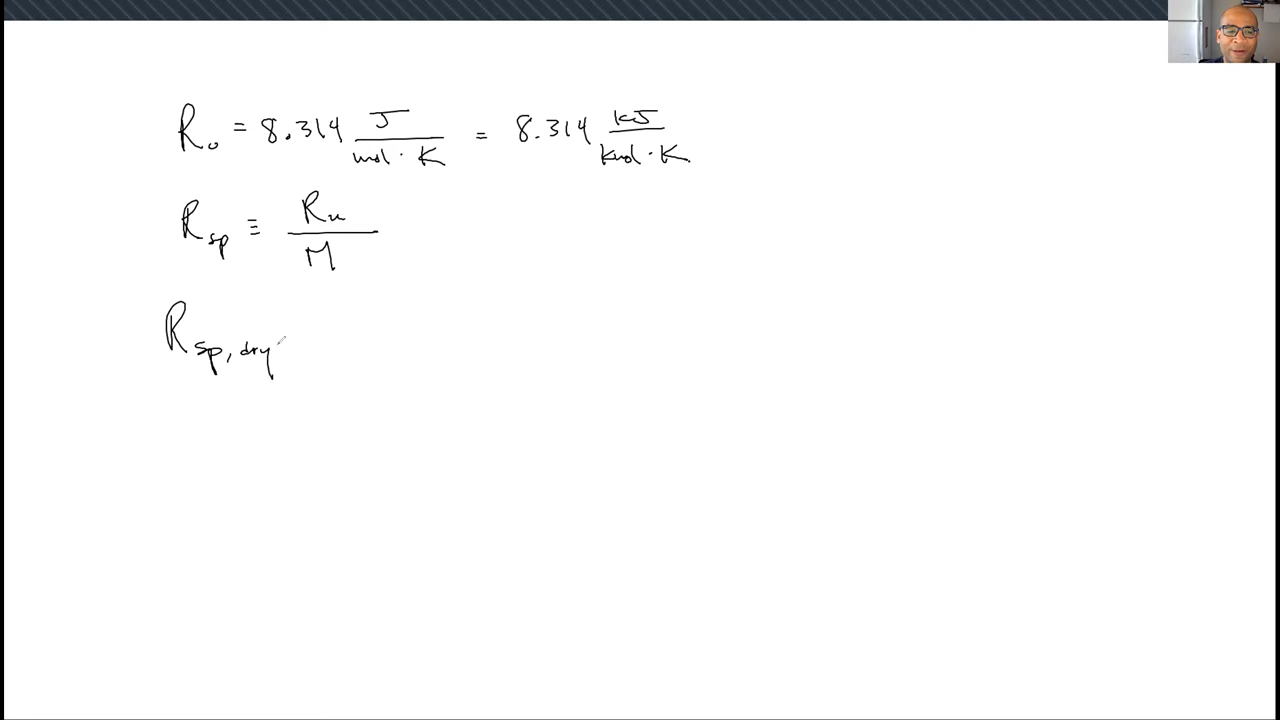 R₀ = 8.314 J/(mol · K) = 8.314 kJ/(kmol · K)
R_sp ≡ R_u/M
R_sp, dry